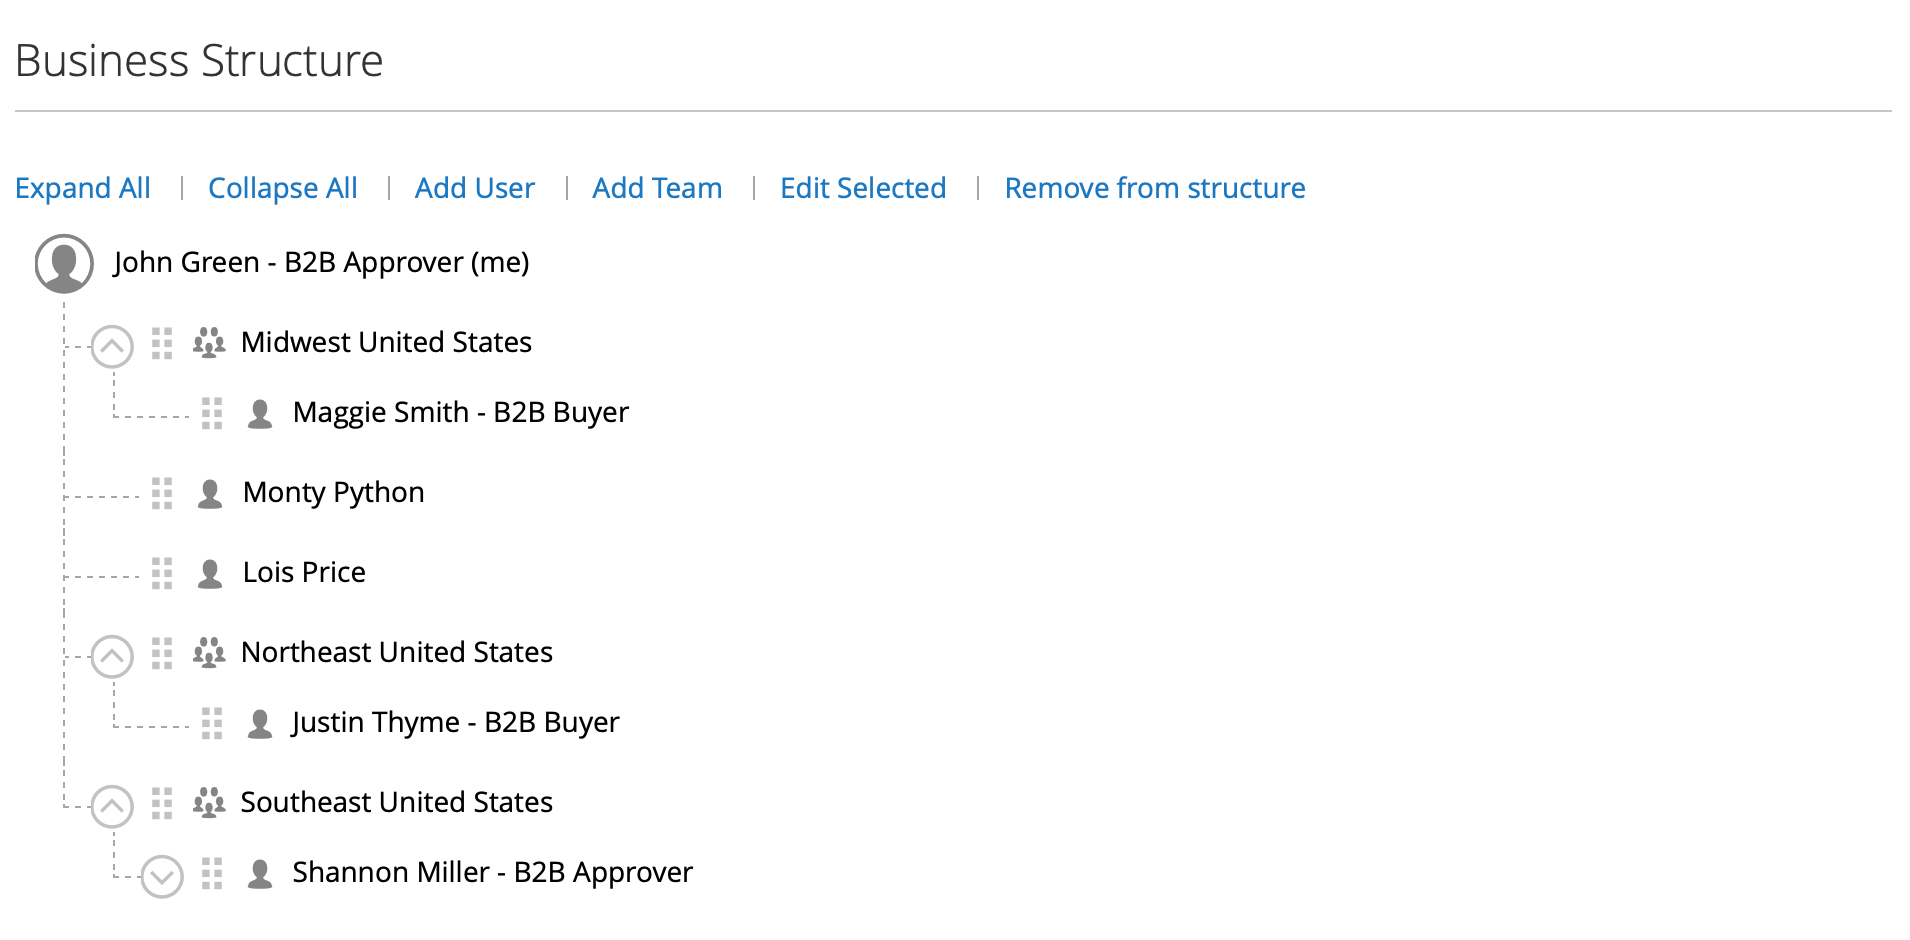 Business Structure
Expand All | Collapse All | Add User | Add Team | Edit Selected | Remove from structure
John Green - B2B Approver (me)
Midwest United States
Maggie Smith - B2B Buyer
Monty Python
Lois Price
Northeast United States
Justin Thyme - B2B Buyer
Southeast United States
Shannon Miller - B2B Approver